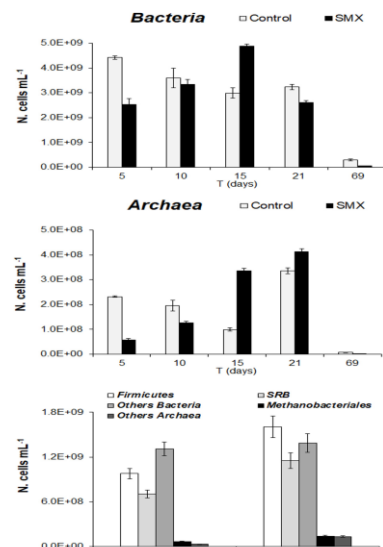 Bacteria
Control SMX
N. cells mL-1
5.0E+09
4.0E+09
3.0E+09
2.0E+09
1.0E+09
0.0E+00
5 10 15 21 69
T (days)
Archaea
Control SMX
N. cells mL-1
5.0E+08
4.0E+08
3.0E+08
2.0E+08
1.0E+08
0.0E+00
5 10 15 21 69
T (days)
Firmicutes SRB
Others Bacteria Methanobacteriales
Others Archaea
N. cells mL-1
1.8E+09
1.2E+09
6.0E+08
0.0E+00